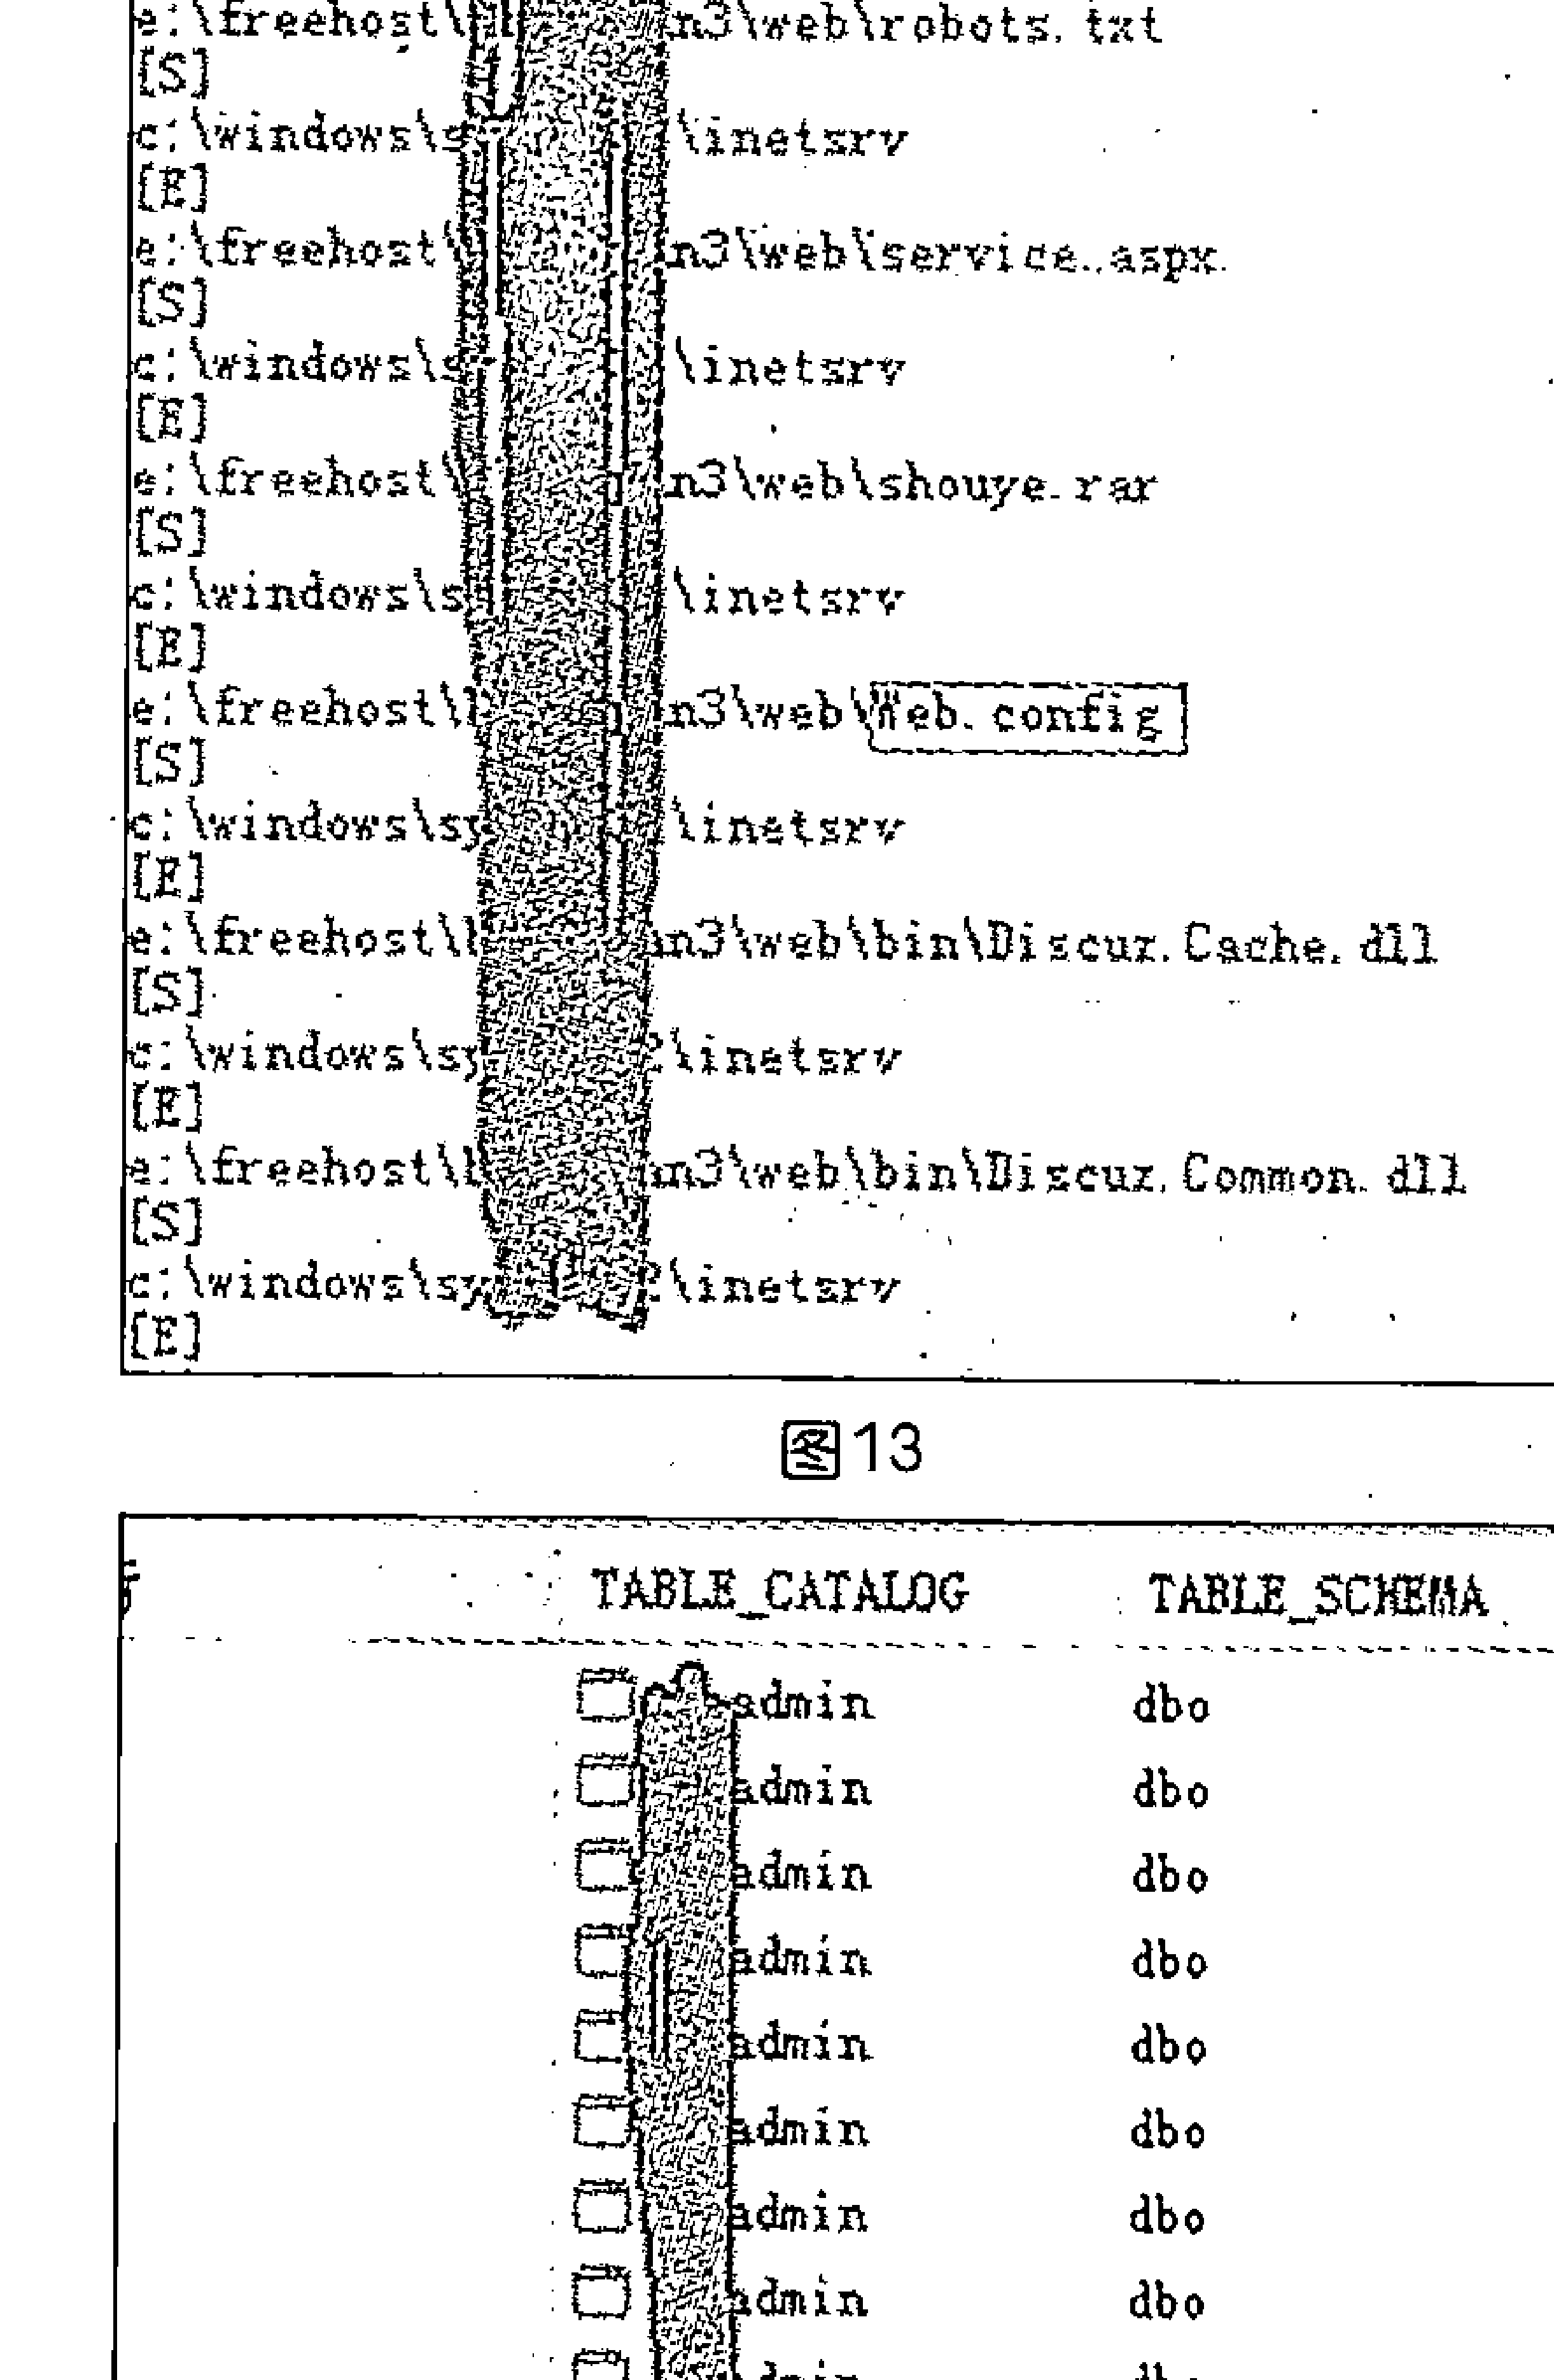 e:\freehost\ n3\web\robots.txt
[S]
c:\windows\s \inetsrv
[E]
e:\freehost\ n3\web\service.aspx
[S]
c:\windows\s \inetsrv
[E]
e:\freehost\ n3\web\shouye.rar
[S]
c:\windows\s \inetsrv
[E]
e:\freehost\l n3\web\Web.config
[S]
c:\windows\sy \inetsrv
[E]
e:\freehost\l n3\web\bin\Discuz.Cache.dll
[S]
c:\windows\sy 2\inetsrv
[E]
e:\freehost\l n3\web\bin\Discuz.Common.dll
[S]
c:\windows\sy 2\inetsrv
[E]
图13
TABLE_CATALOG TABLE_SCHEMA
admin dbo
admin dbo
admin dbo
admin dbo
admin dbo
admin dbo
admin dbo
admin dbo